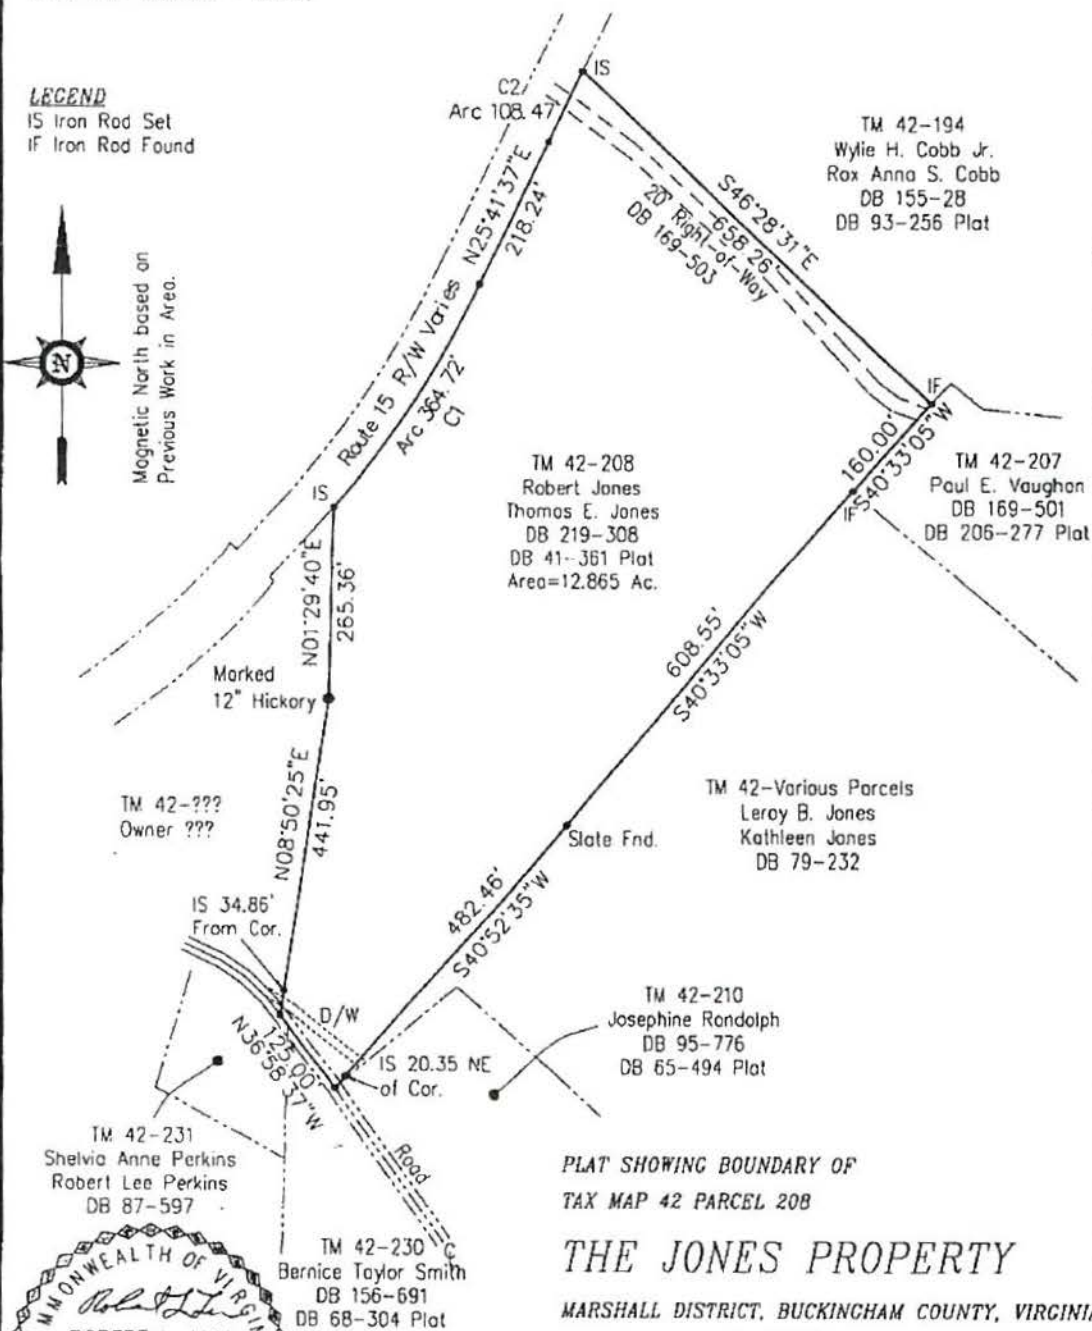 LEGEND
IS Iron Rod Set
IF Iron Rod Found
N
Magnetic North based on
Previous Work in Area.
IS
C2
Arc 108.47'
N25°41'37"E
218.24'
Route 15 R/W Varies
Arc 364.72'
C1
S46°28'31"E
658.26'
20' Right-of-Way
DB 169-503
TM 42-194
Wylie H. Cobb Jr.
Rox Anna S. Cobb
DB 155-28
DB 93-256 Plat
IF
160.00'
S40°33'05"W
IF
TM 42-207
Paul E. Vaughan
DB 169-501
DB 206-277 Plat
TM 42-208
Robert Jones
Thomas E. Jones
DB 219-308
DB 41-361 Plat
Area=12.865 Ac.
IS
N01°29'40"E
265.36'
Marked
12" Hickory
608.55'
S40°33'05"W
TM 42-???
Owner ???
N08°50'25"E
441.95'
TM 42-Various Parcels
Leroy B. Jones
Kathleen Jones
DB 79-232
Slate Fnd.
482.46'
S40°52'35"W
IS 34.86'
From Cor.
D/W
125.00'
N36°58'37"W
IS 20.35 NE
of Cor.
TM 42-210
Josephine Randolph
DB 95-776
DB 65-494 Plat
Road
TM 42-231
Shelvia Anne Perkins
Robert Lee Perkins
DB 87-597
TM 42-230
Bernice Taylor Smith
DB 156-691
DB 68-304 Plat
PLAT SHOWING BOUNDARY OF
TAX MAP 42 PARCEL 208
THE JONES PROPERTY
MARSHALL DISTRICT, BUCKINGHAM COUNTY, VIRGINIA